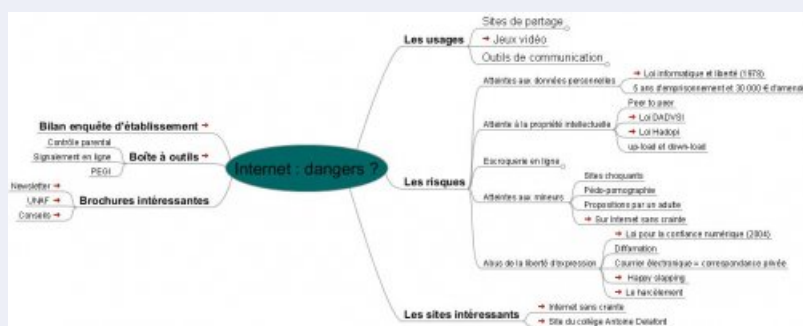 Internet : dangers ?
Les usages
Sites de partage
Jeux vidéo
Outils de communication
Les risques
Atteintes aux données personnelles
Loi informatique et liberté (1978)
5 ans d'emprisonnement et 30 000 € d'amend
Atteinte à la propriété intellectuelle
Peer to peer
Loi DADVSI
Loi Hadopi
up-load et down-load
Escroquerie en ligne
Atteintes aux mineurs
Sites choquants
Pédo-pornographie
Propositions par un adulte
Sur Internet sans crainte
Abus de la liberté d'expression
Loi pour la confiance numérique (2004)
Diffamation
Courrier électronique = correspondance privée
Happy slapping
Le harcèlement
Les sites intéressants
Internet sans crainte
Site du collège Antoine Delafont
Bilan enquête d'établissement
Boîte à outils
Contrôle parental
Signalement en ligne
PEGI
Brochures intéressantes
Newsletter
UNAF
Conseils